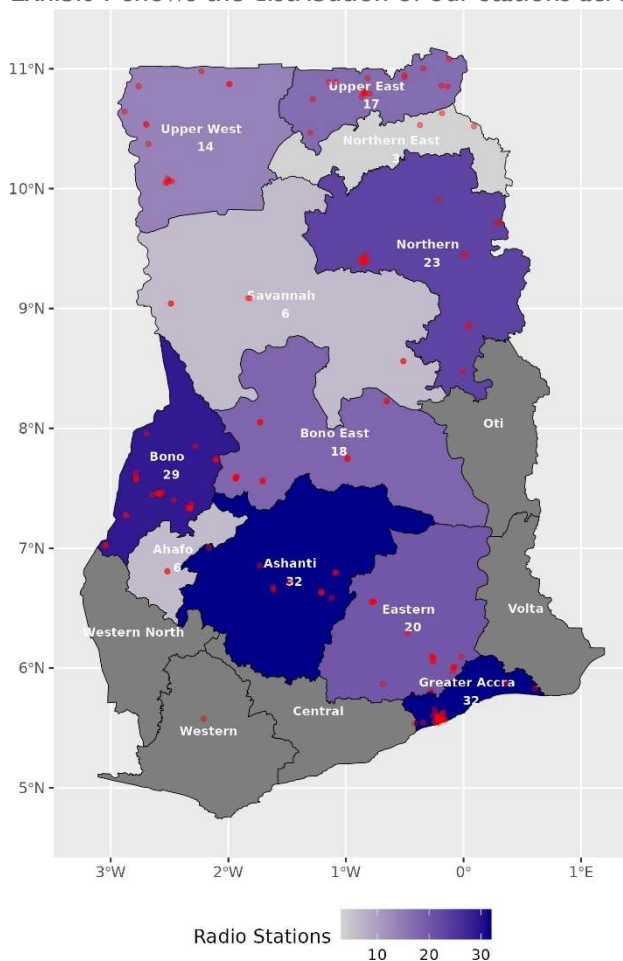 11°N
10°N
9°N
8°N
7°N
6°N
5°N
Upper East
17
Upper West
14
Northern East
3
Northern
23
Savannah
6
Oti
Bono East
18
Bono
29
Ahafo
6
Ashanti
32
Eastern
20
Volta
Western North
Greater Accra
32
Central
Western
3°W
2°W
1°W
0°
1°E
Radio Stations
10
20
30